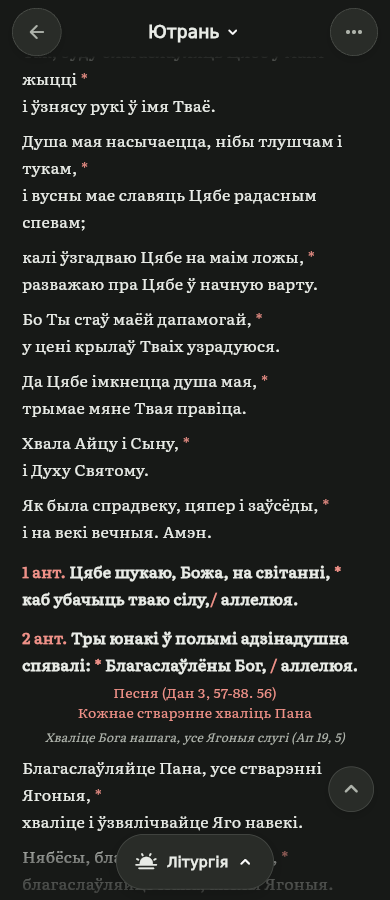 Ютрань
жыцці *
і ўзнясу рукі ў імя Тваё.
Душа мая насычаецца, нібы тлушчам і
тукам, *
і вусны мае славяць Цябе радасным
спевам;
калі ўзгадваю Цябе на маім ложы, *
разважаю пра Цябе ў начную варту.
Бо Ты стаў маёй дапамогай, *
у цені крылаў Тваіх узрадуюся.
Да Цябе імкнецца душа мая, *
трымае мяне Твая правіца.
Хвала Айцу і Сыну, *
і Духу Святому.
Як была спрадвеку, цяпер і заўсёды, *
і на векі вечныя. Амэн.
1 ант. Цябе шукаю, Божа, на світанні, *
каб убачыць тваю сілу,/ аллелюя.
2 ант. Тры юнакі ў полымі адзінадушна
спявалі: * Благаслаўлёны Бог, / аллелюя.
Песня (Дан 3, 57-88. 56)
Кожнае стварэнне хваліць Пана
Хваліце Бога нашага, усе Ягоныя слугі (Ап 19, 5)
Благаслаўляйце Пана, усе стварэнні
Ягоныя, *
хваліце і ўзвялічвайце Яго навекі.
Нябёсы, *
Ягоныя.
Літургія